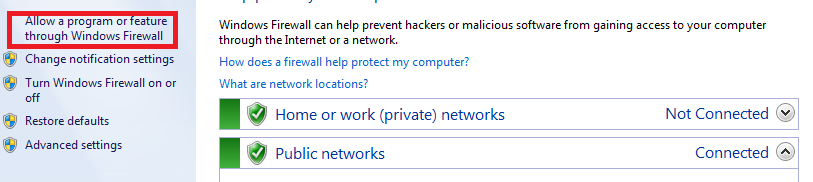 Allow a program or feature
through Windows Firewall
Change notification settings
Turn Windows Firewall on or
off
Restore defaults
Advanced settings
Windows Firewall can help prevent hackers or malicious software from gaining access to your computer
through the Internet or a network.
How does a firewall help protect my computer?
What are network locations?
Home or work (private) networks Not Connected
Public networks Connected